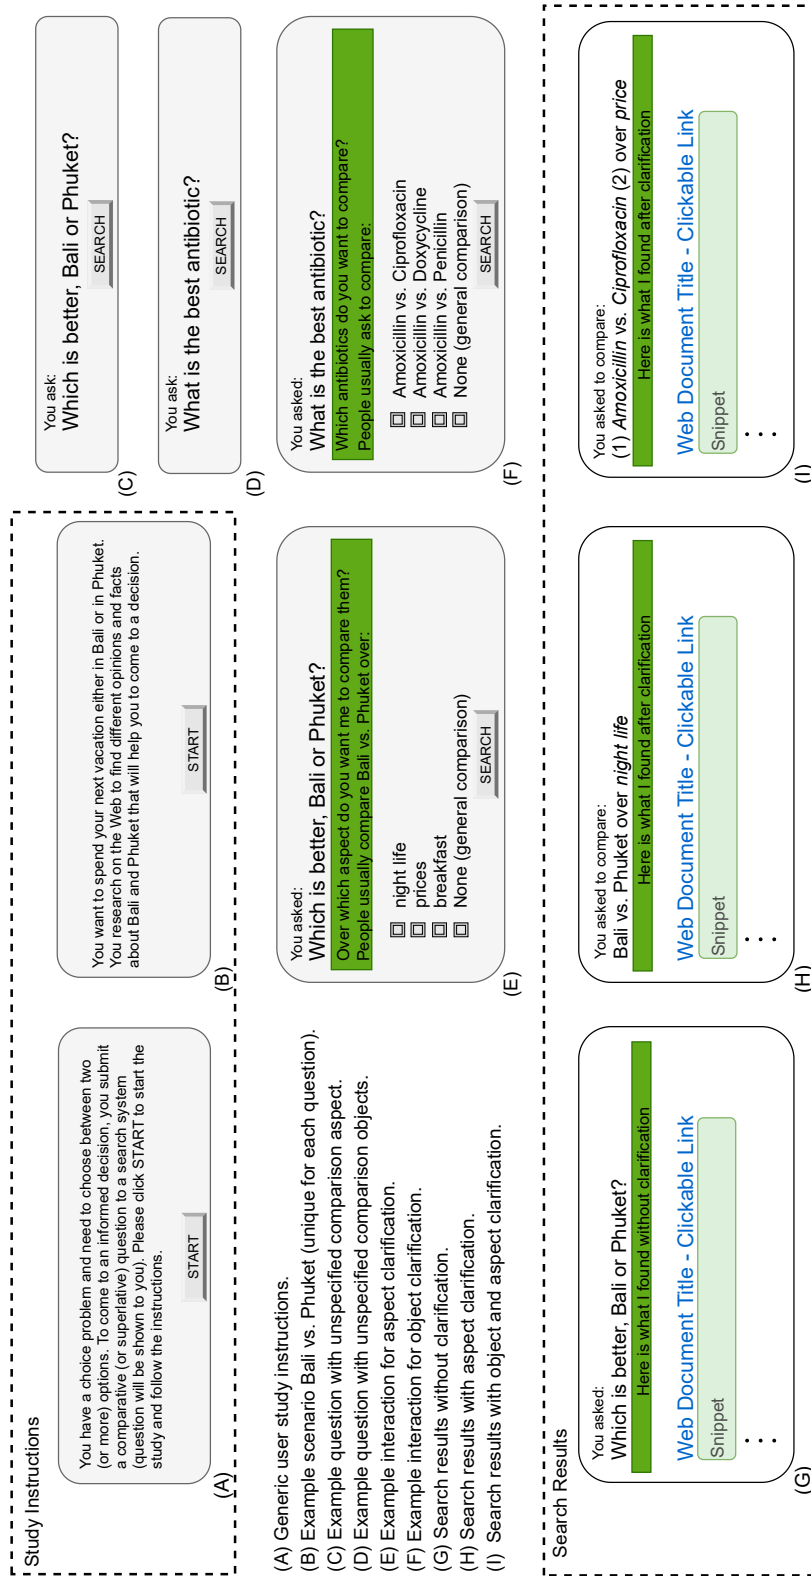 Study Instructions
You have a choice problem and need to choose between two
(or more) options. To come to an informed decision, you submit
a comparative (or superlative) question to a search system
(question will be shown to you). Please click START to start the
study and follow the instructions.
START
(A)
You want to spend your next vacation either in Bali or in Phuket.
You research on the Web to find different opinions and facts
about Bali and Phuket that will help you to come to a decision.
START
(B)
You ask:
Which is better, Bali or Phuket?
SEARCH
(C)
You ask:
What is the best antibiotic?
SEARCH
(D)
(A) Generic user study instructions.
(B) Example scenario Bali vs. Phuket (unique for each question).
(C) Example question with unspecified comparison aspect.
(D) Example question with unspecified comparison objects.
(E) Example interaction for aspect clarification.
(F) Example interaction for object clarification.
(G) Search results without clarification.
(H) Search results with aspect clarification.
(I) Search results with object and aspect clarification.
You asked:
Which is better, Bali or Phuket?
Over which aspect do you want me to compare them?
People usually compare Bali vs. Phuket over:
night life
prices
breakfast
None (general comparison)
SEARCH
(E)
You asked:
What is the best antibiotic?
Which antibiotics do you want to compare?
People usually ask to compare:
Amoxicillin vs. Ciprofloxacin
Amoxicillin vs. Doxycycline
Amoxicillin vs. Penicillin
None (general comparison)
SEARCH
(F)
Search Results
You asked:
Which is better, Bali or Phuket?
Here is what I found without clarification
Web Document Title - Clickable Link
Snippet
...
(G)
You asked to compare:
Bali vs. Phuket over night life
Here is what I found after clarification
Web Document Title - Clickable Link
Snippet
...
(H)
You asked to compare:
(1) Amoxicillin vs. Ciprofloxacin (2) over price
Here is what I found after clarification
Web Document Title - Clickable Link
Snippet
...
(I)